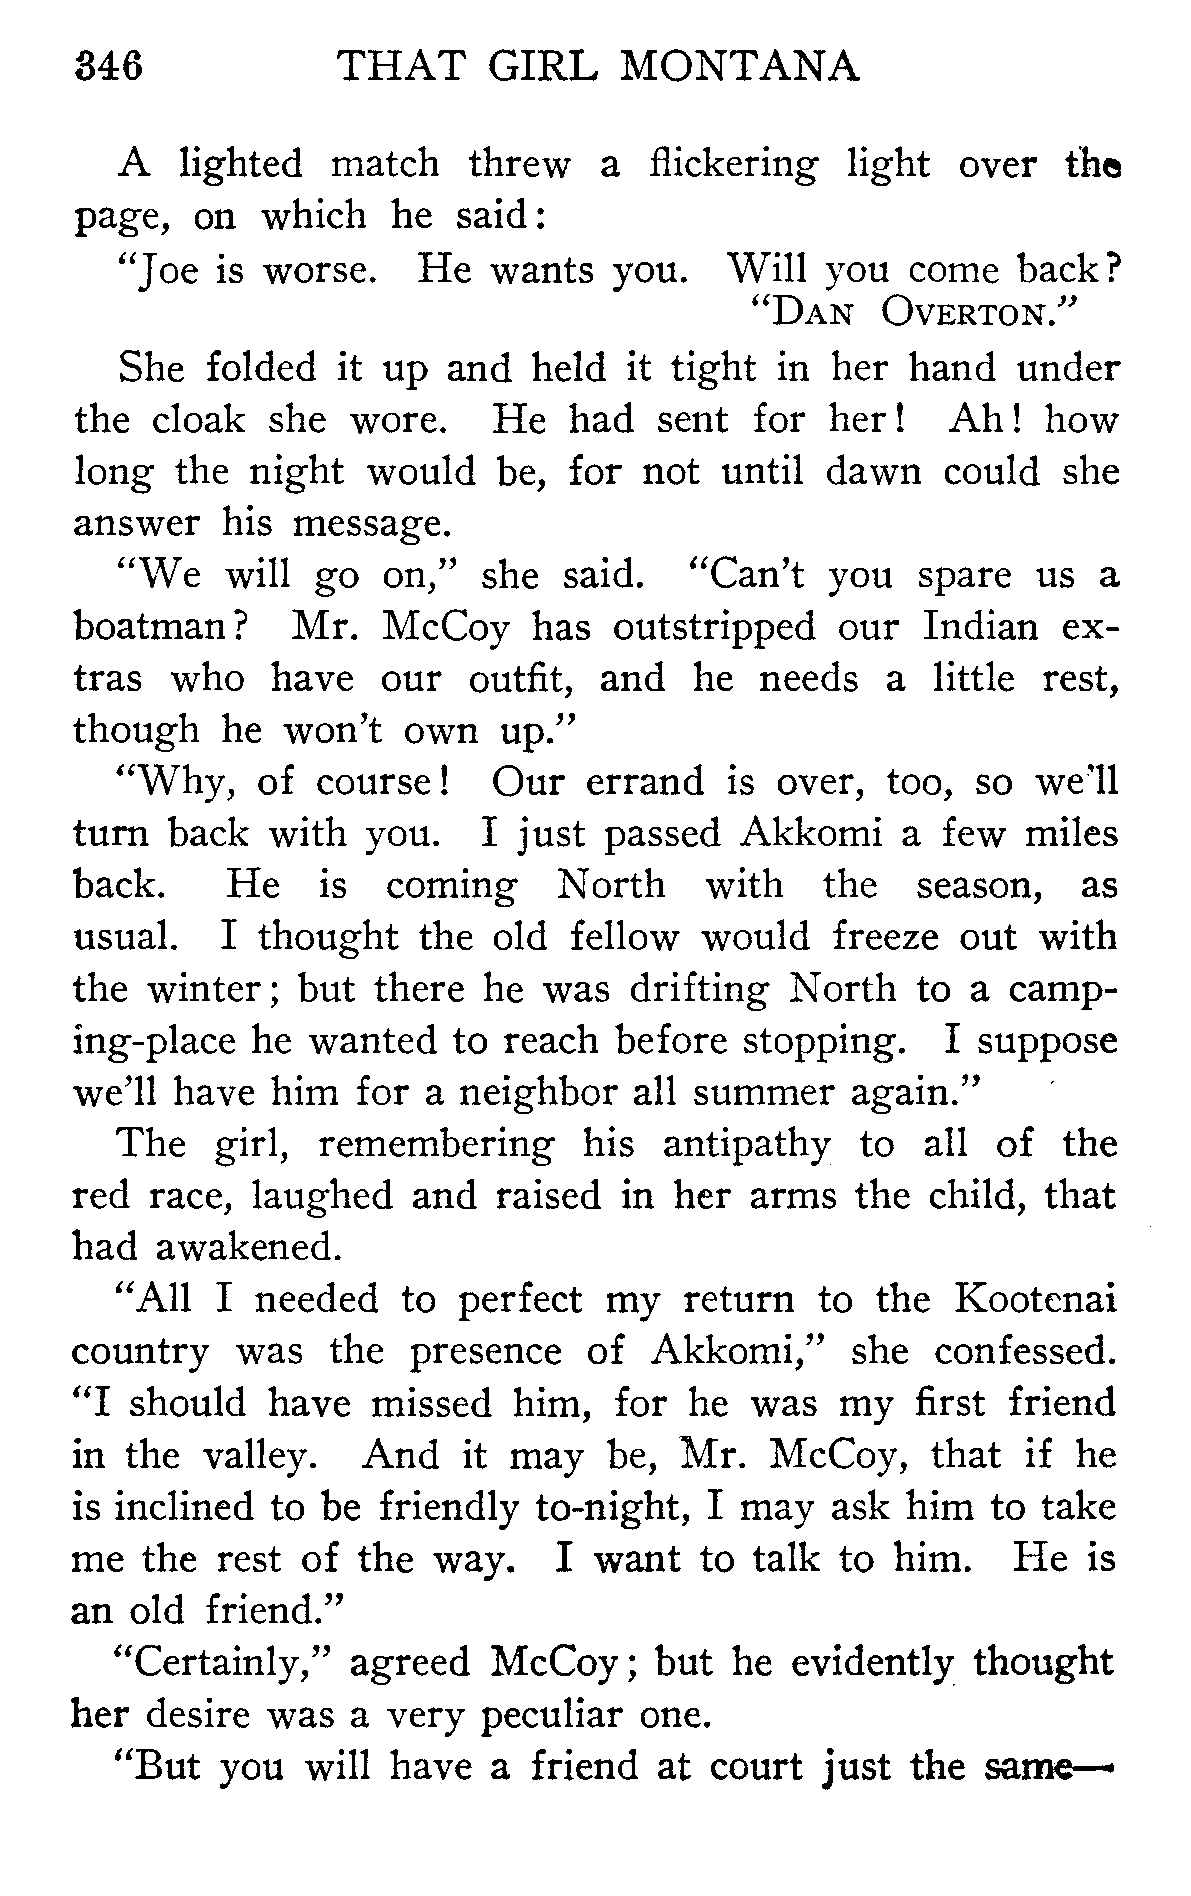 346 THAT GIRL MONTANA
A lighted match threw a flickering light over the
page, on which he said:
“Joe is worse. He wants you. Will you come back?
“DAN OVERTON.”
She folded it up and held it tight in her hand under
the cloak she wore. He had sent for her! Ah! how
long the night would be, for not until dawn could she
answer his message.
“We will go on,” she said. “Can’t you spare us a
boatman? Mr. McCoy has outstripped our Indian ex-
tras who have our outfit, and he needs a little rest,
though he won’t own up.”
“Why, of course! Our errand is over, too, so we’ll
turn back with you. I just passed Akkomi a few miles
back. He is coming North with the season, as
usual. I thought the old fellow would freeze out with
the winter; but there he was drifting North to a camp-
ing-place he wanted to reach before stopping. I suppose
we’ll have him for a neighbor all summer again.”
The girl, remembering his antipathy to all of the
red race, laughed and raised in her arms the child, that
had awakened.
“All I needed to perfect my return to the Kootenai
country was the presence of Akkomi,” she confessed.
“I should have missed him, for he was my first friend
in the valley. And it may be, Mr. McCoy, that if he
is inclined to be friendly to-night, I may ask him to take
me the rest of the way. I want to talk to him. He is
an old friend.”
“Certainly,” agreed McCoy; but he evidently thought
her desire was a very peculiar one.
“But you will have a friend at court just the same—